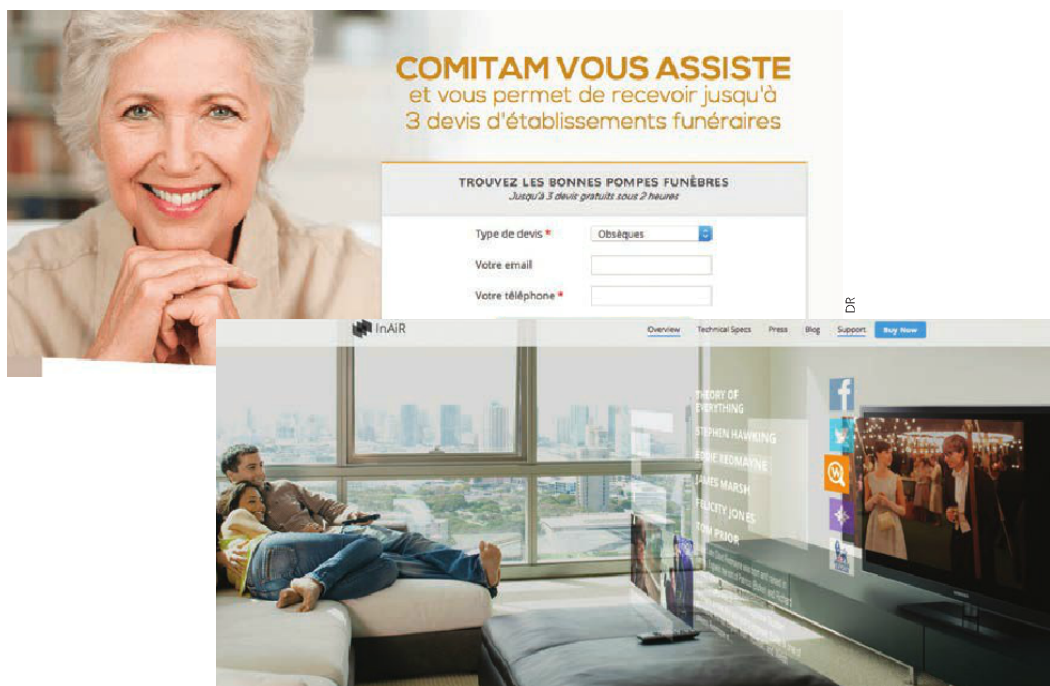 COMITAM VOUS ASSISTE
et vous permet de recevoir jusqu'à
3 devis d'établissements funéraires
TROUVEZ LES BONNES POMPES FUNÈBRES
Jusqu'à 3 devis gratuits sous 2 heures
Type de devis * Obsèques
Votre email
Votre téléphone *
DR
InAiR Overview Technical Specs Press Blog Support Buy Now
THEORY OF
EVERYTHING
STEPHEN HAWKING
EDDIE REDMAYNE
JAMES MARSH
FELICITY JONES
TOM PRIOR